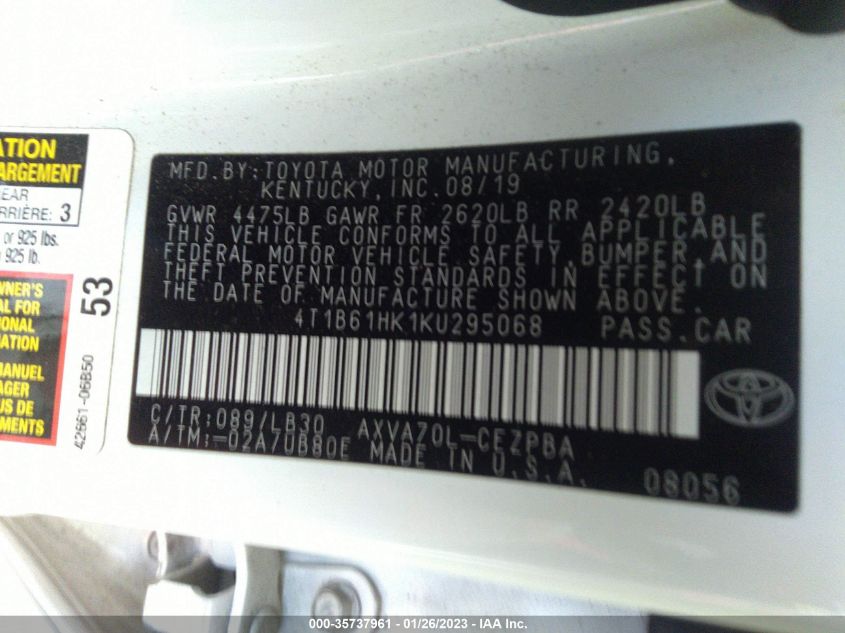 MFD.BY:TOYOTA MOTOR MANUFACTURING,
KENTUCKY, INC.08/19
GVWR 4475LB GAWR FR 2620LB RR 2420LB
THIS VEHICLE CONFORMS TO ALL APPLICABLE
FEDERAL MOTOR VEHICLE SAFETY,BUMPER,AND
THEFT PREVENTION STANDARDS IN EFFECT ON
THE DATE OF MANUFACTURE SHOWN ABOVE.
4T1B61HK1KU295068 PASS.CAR
C/TR:089/LB30 AXVA70L-CEZPBA
A/TM:-02A/UB80E MADE IN U.S.A.
08056
ATION
ARGEMENT
EAR
RRIÈRE: 3
or 925 lbs.
925 lb.
WNER'S
AL FOR
IONAL
MATION
MANUEL
AGER
US DE
MENTS
53
42661-06B50
000-35737961 - 01/26/2023 - IAA Inc.